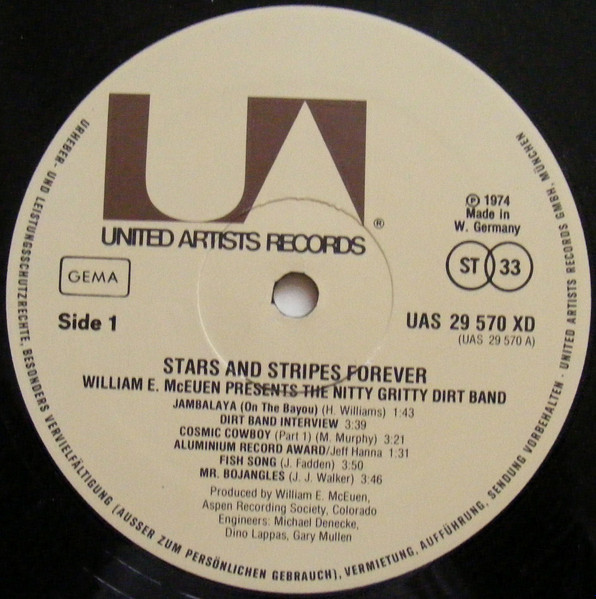 UA
UNITED ARTISTS RECORDS®
℗ 1974
Made in
W. Germany
GEMA
ST 33
Side 1
UAS 29 570 XD
(UAS 29 570 A)
STARS AND STRIPES FOREVER
WILLIAM E. McEUEN PRESENTS THE NITTY GRITTY DIRT BAND
JAMBALAYA (On The Bayou) (H. Williams) 1:43
DIRT BAND INTERVIEW 3:39
COSMIC COWBOY (Part 1) (M. Murphy) 3:21
ALUMINIUM RECORD AWARD/Jeff Hanna 1:31
FISH SONG (J. Fadden) 3:50
MR. BOJANGLES (J. J. Walker) 3:46
Produced by William E. McEuen,
Aspen Recording Society, Colorado
Engineers: Michael Denecke,
Dino Lappas, Gary Mullen
URHEBER- UND LEISTUNGSSCHUTZRECHTE, BESONDERS VERVIELFÄLTIGUNG (AUSSER ZUM PERSÖNLICHEN GEBRAUCH), VERMIETUNG, AUFFÜHRUNG, SENDUNG VORBEHALTEN · UNITED ARTISTS RECORDS GMBH, MÜNCHEN